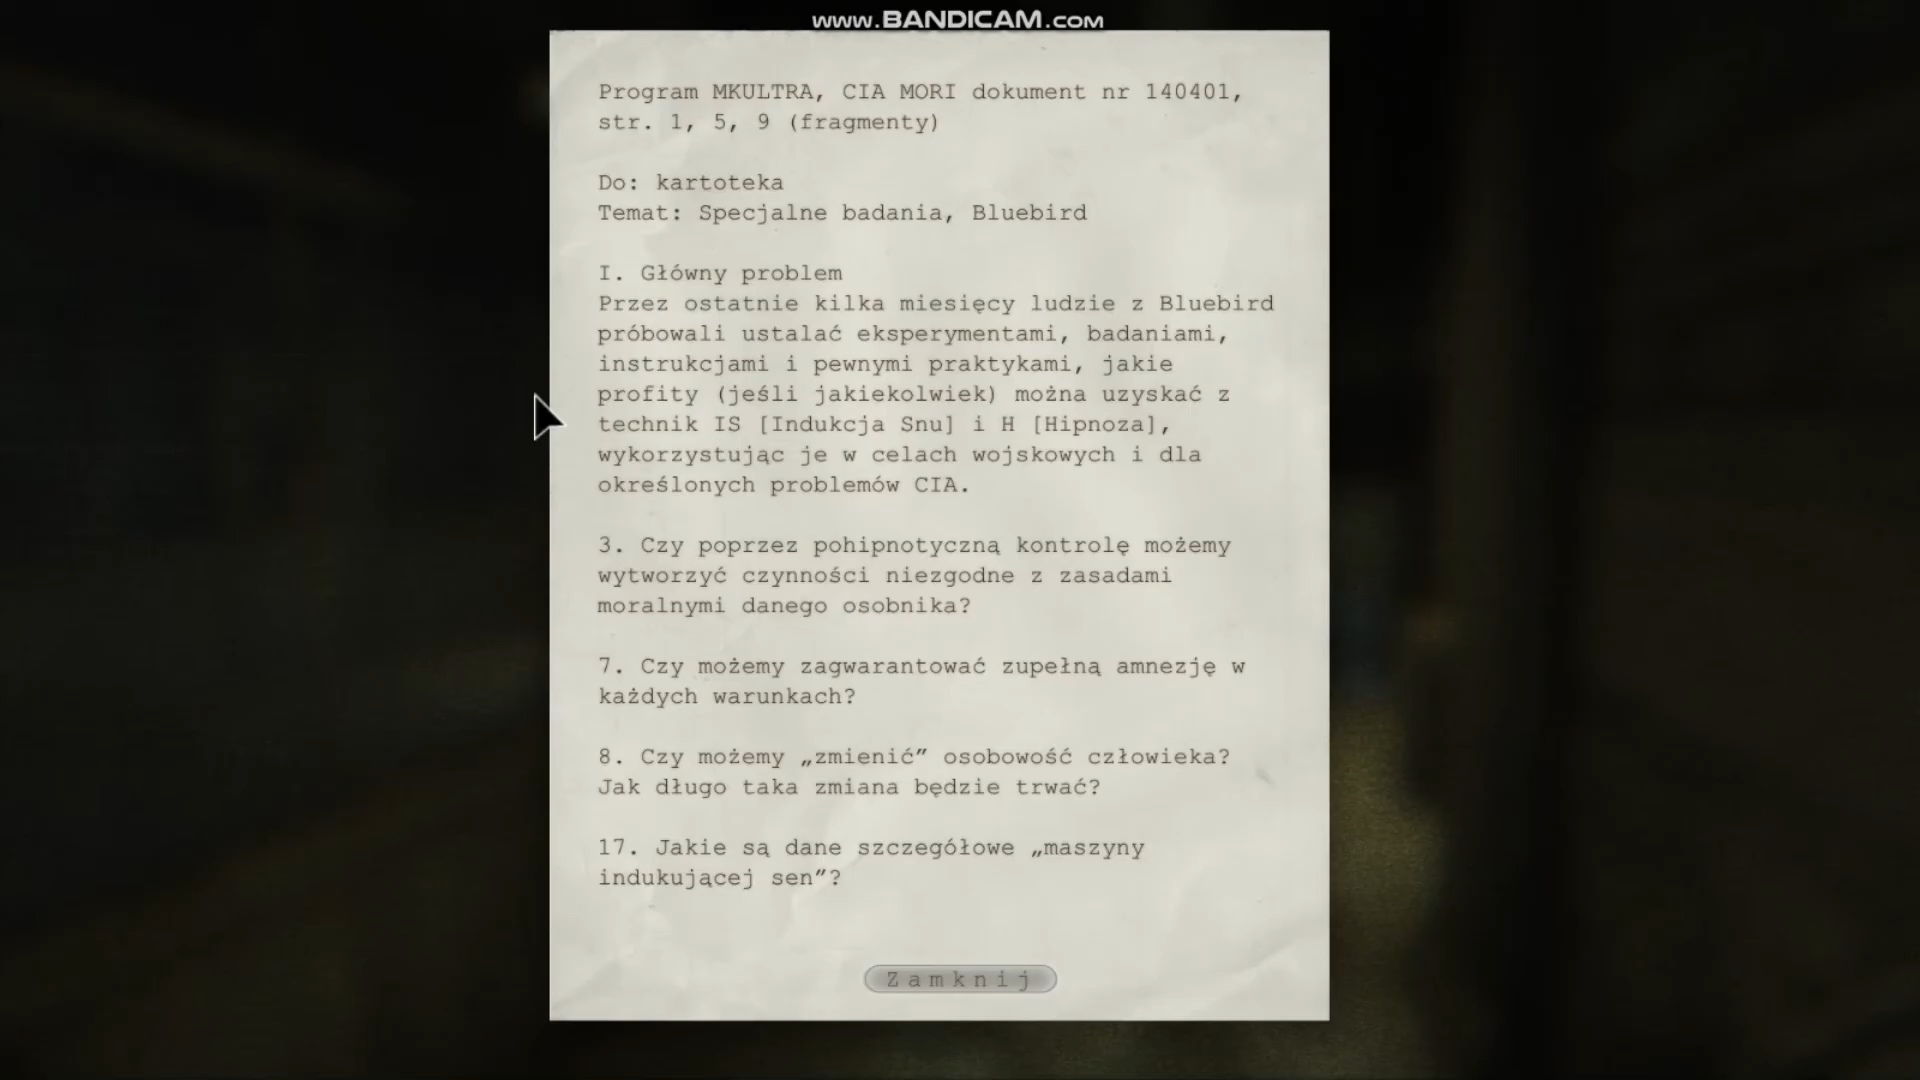 www.BANDICAM.com
Program MKULTRA, CIA MORI dokument nr 140401,
str. 1, 5, 9 (fragmenty)
Do: kartoteka
Temat: Specjalne badania, Bluebird
I. Główny problem
Przez ostatnie kilka miesięcy ludzie z Bluebird
próbowali ustalać eksperymentami, badaniami,
instrukcjami i pewnymi praktykami, jakie
profity (jeśli jakiekolwiek) można uzyskać z
technik IS [Indukcja Snu] i H [Hipnoza],
wykorzystując je w celach wojskowych i dla
określonych problemów CIA.
3. Czy poprzez pohipnotyczną kontrolę możemy
wytworzyć czynności niezgodne z zasadami
moralnymi danego osobnika?
7. Czy możemy zagwarantować zupełną amnezję w
każdych warunkach?
8. Czy możemy „zmienić” osobowość człowieka?
Jak długo taka zmiana będzie trwać?
17. Jakie są dane szczegółowe „maszyny
indukującej sen”?
Zamknij